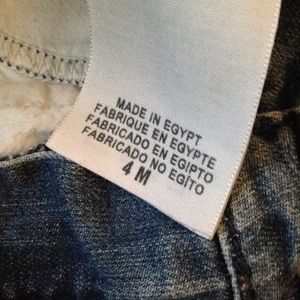 MADE IN EGYPT
FABRIQUE EN EGYPTE
FABRICADO EN EGIPTO
FABRICADO NO EGITO
4 M